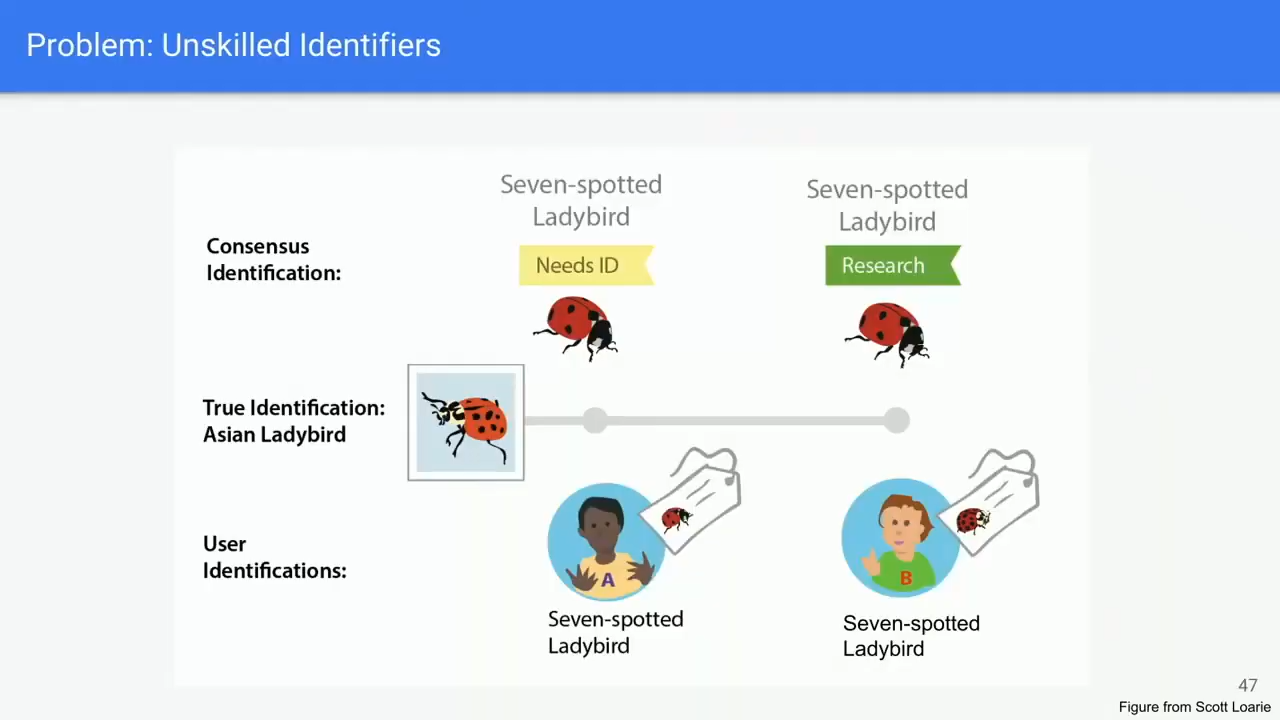 Problem: Unskilled Identifiers
Seven-spotted
Ladybird
Seven-spotted
Ladybird
Consensus
Identification:
Needs ID
Research
True Identification:
Asian Ladybird
User
Identifications:
A
B
Seven-spotted
Ladybird
Seven-spotted
Ladybird
47
Figure from Scott Loarie